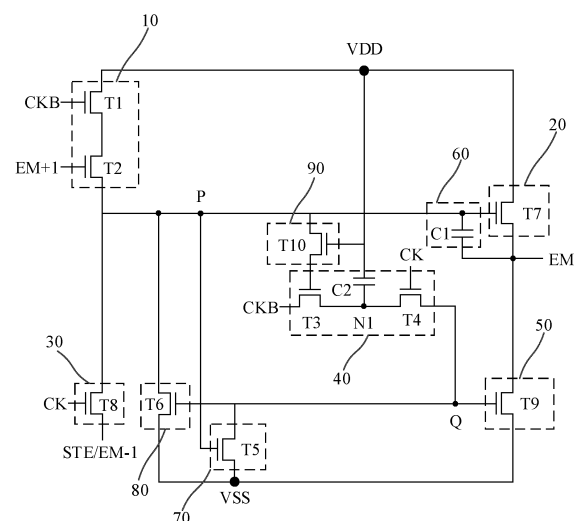 10
VDD
CKB
T1
20
EM+1
T2
60
90
P
T7
C1
T10
CK
EM
C2
CKB
T3
N1
T4
30
50
40
CK
T8
T6
T9
Q
STE/EM-1
T5
80
VSS
70